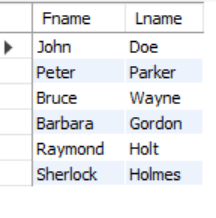 Fname Lname
John Doe
Peter Parker
Bruce Wayne
Barbara Gordon
Raymond Holt
Sherlock Holmes